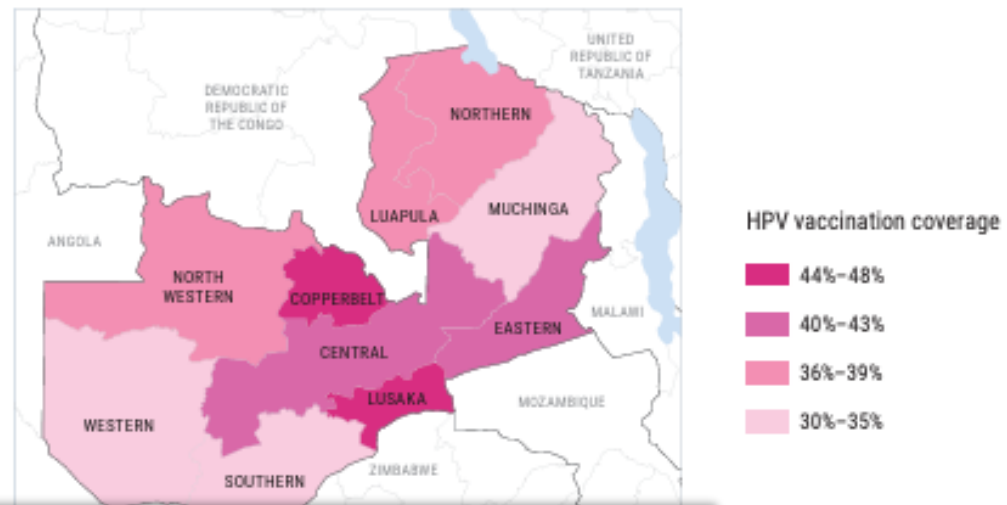 UNITED
REPUBLIC OF
TANZANIA
DEMOCRATIC
REPUBLIC OF
THE CONGO
NORTHERN
MUCHINGA
LUAPULA
HPV vaccination coverage
ANGOLA
44%–48%
NORTH
WESTERN
COPPERBELT
MALAWI
40%–43%
EASTERN
CENTRAL
36%–39%
LUSAKA
MOZAMBIQUE
30%–35%
WESTERN
ZIMBABWE
SOUTHERN